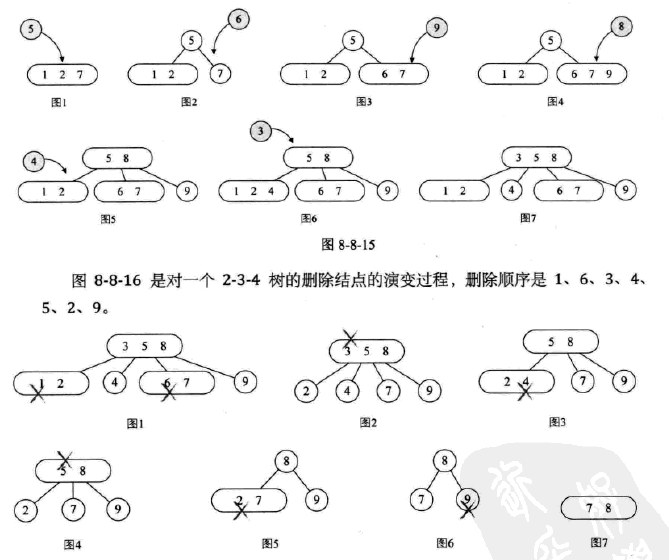 5 6 9 8
5 5 5
1 2 7 1 2 7 1 2 6 7 1 2 6 7 9
图1 图2 图3 图4
4 5 8 3 5 8 3 5 8
1 2 6 7 9 1 2 4 6 7 9 1 2 4 6 7 9
图5 图6 图7
图 8-8-15
图 8-8-16 是对一个 2-3-4 树的删除结点的演变过程，删除顺序是 1、6、3、4、
5、2、9。
3 5 8 3 5 8 5 8
1 2 4 6 7 9 2 4 7 9 2 4 7 9
图1 图2 图3
5 8 8 8
2 7 9 2 7 9 7 9 7 8
图4 图5 图6 图7